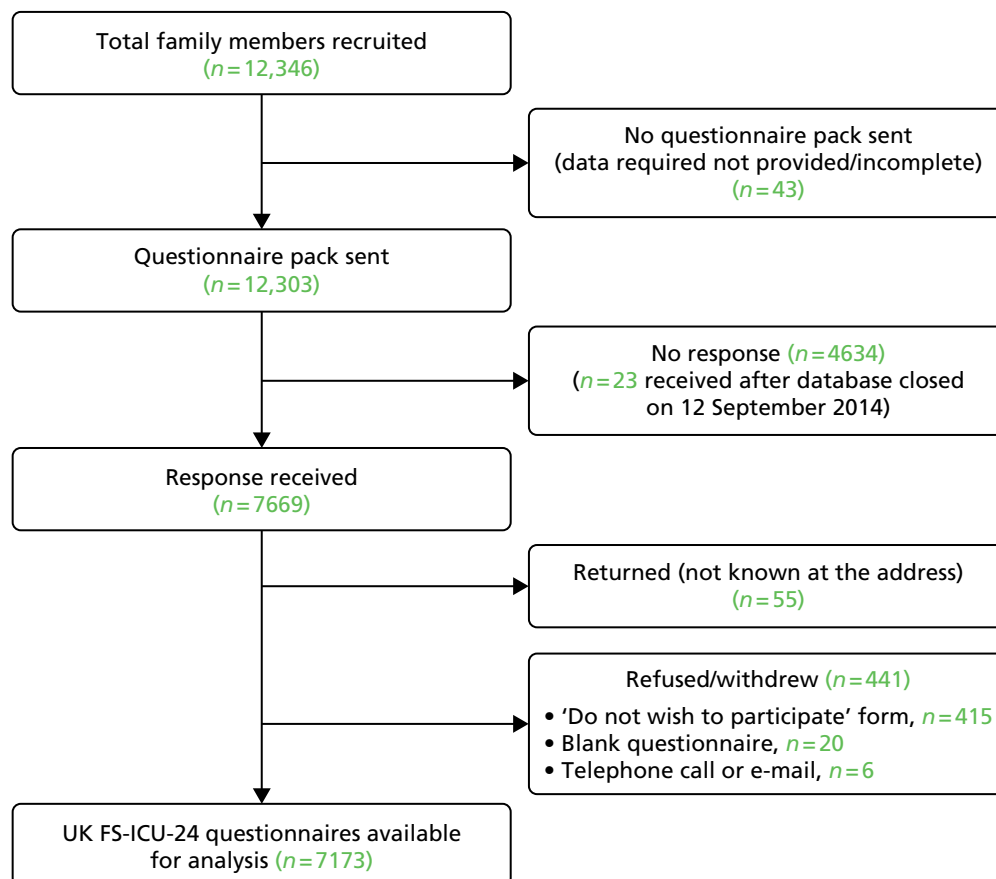 Total family members recruited
(n=12,346)
No questionnaire pack sent
(data required not provided/incomplete)
(n=43)
Questionnaire pack sent
(n=12,303)
No response (n=4634)
(n=23 received after database closed
on 12 September 2014)
Response received
(n=7669)
Returned (not known at the address)
(n=55)
Refused/withdrew (n=441)
• ‘Do not wish to participate’ form, n=415
• Blank questionnaire, n=20
• Telephone call or e-mail, n=6
UK FS-ICU-24 questionnaires available
for analysis (n=7173)